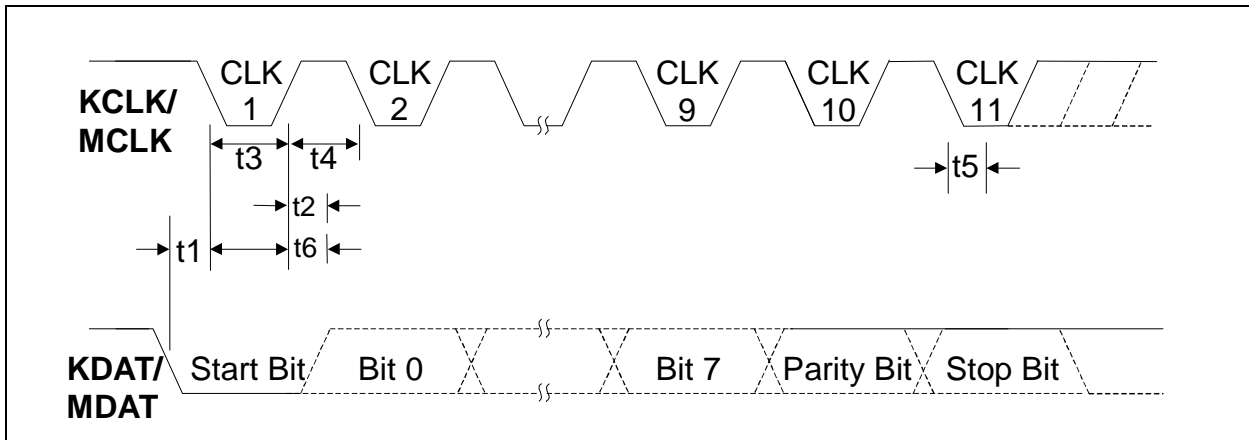 CLK 1
CLK 2
CLK 9
CLK 10
CLK 11
KCLK/
MCLK
t3
t4
t5
t2
t1
t6
KDAT/
MDAT
Start Bit
Bit 0
Bit 7
Parity Bit
Stop Bit